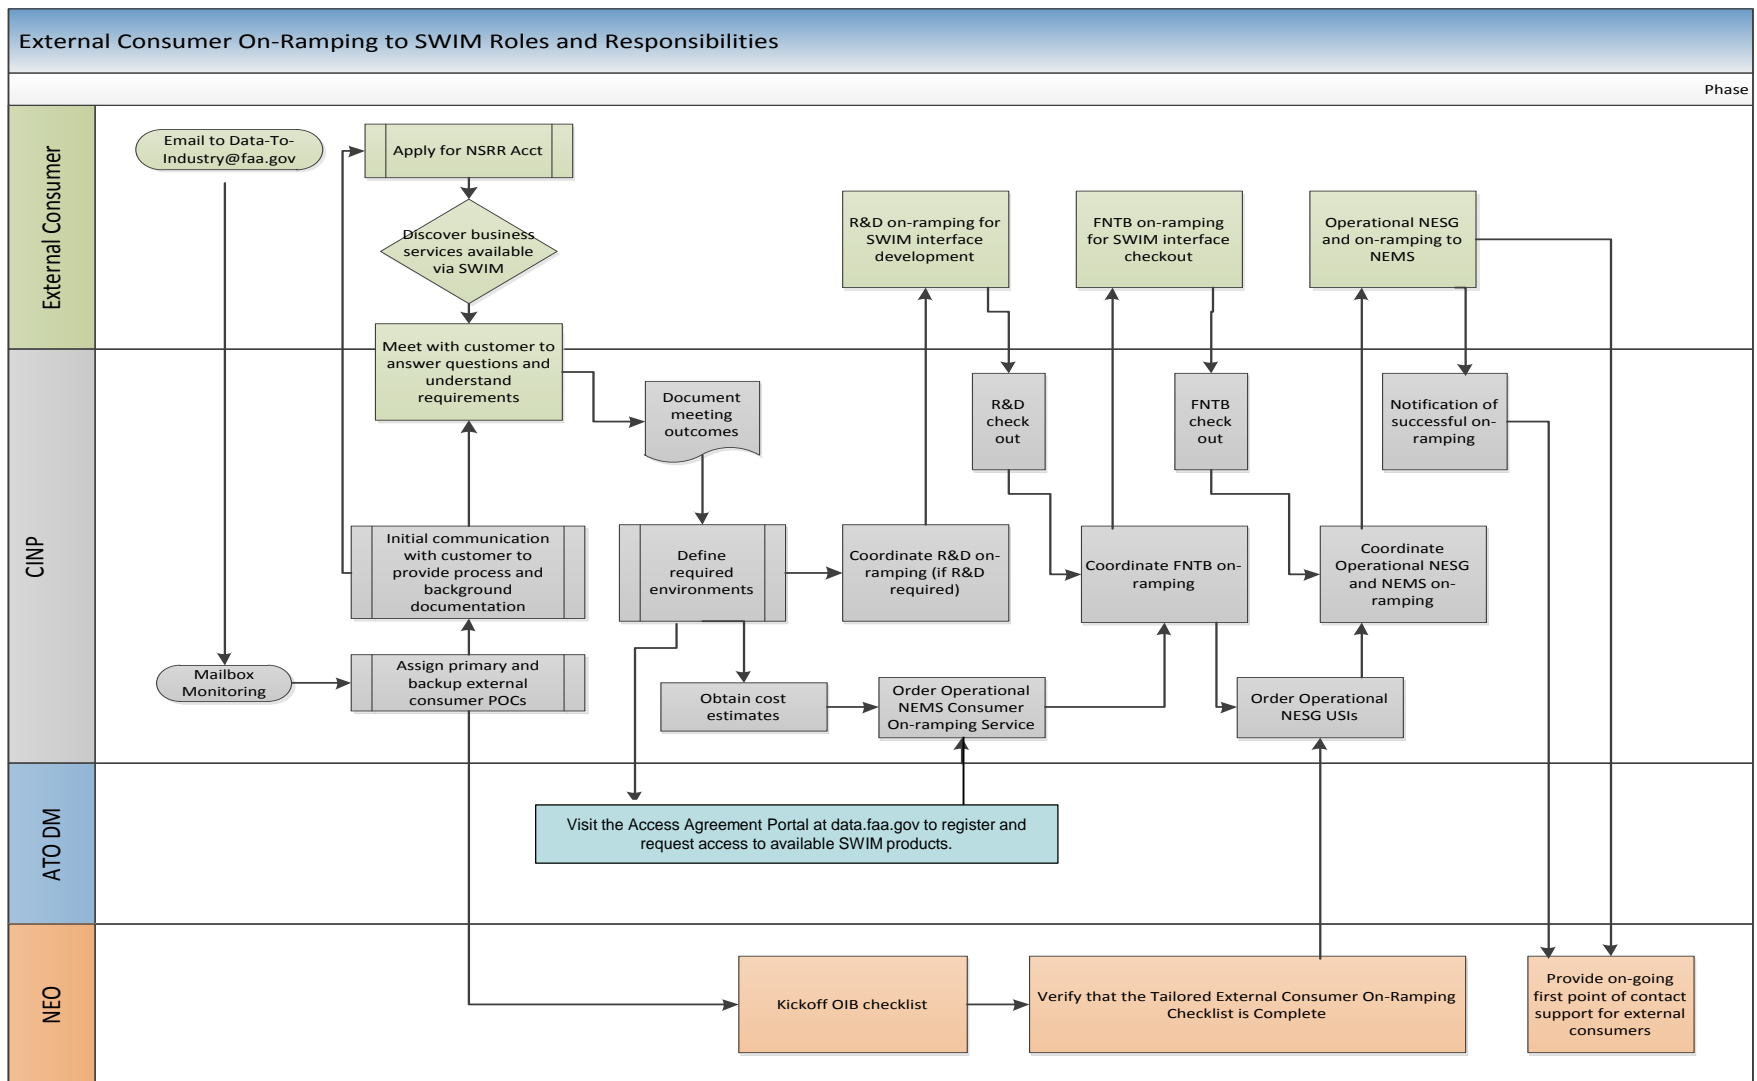 External Consumer On-Ramping to SWIM Roles and Responsibilities
Phase
External Consumer
Email to Data-To-
Industry@faa.gov
Apply for NSRR Acct
Discover business
services available
via SWIM
R&D on-ramping for
SWIM interface
development
FNTB on-ramping
for SWIM interface
checkout
Operational NESG
and on-ramping to
NEMS
Meet with customer to
answer questions and
understand
requirements
CINP
Document
meeting
outcomes
R&D
check
out
FNTB
check
out
Notification of
successful on-
ramping
Initial communication
with customer to
provide process and
background
documentation
Define
required
environments
Coordinate R&D on-
ramping (if R&D
required)
Coordinate FNTB on-
ramping
Coordinate
Operational NESG
and NEMS on-
ramping
Mailbox
Monitoring
Assign primary and
backup external
consumer POCs
Obtain cost
estimates
Order Operational
NEMS Consumer
On-ramping Service
Order Operational
NESG USIs
ATO DM
Visit the Access Agreement Portal at data.faa.gov to register and
request access to available SWIM products.
NEO
Kickoff OIB checklist
Verify that the Tailored External Consumer On-Ramping
Checklist is Complete
Provide on-going
first point of contact
support for external
consumers